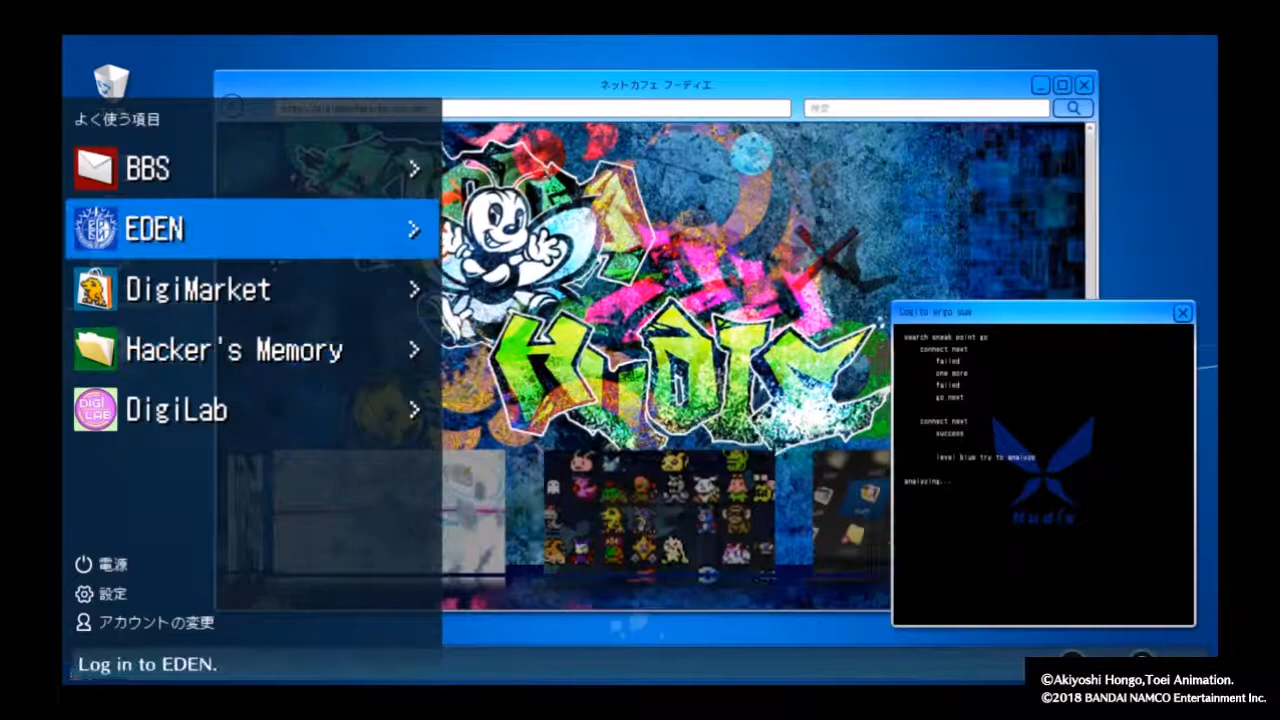 ネットカフェ フーディエ
検索
よく使う項目
BBS
EDEN
DigiMarket
Hacker's Memory
DIGI
LAB
DigiLab
Cogito ergo sum
search sneak point go
connect next
failed
one more
failed
go next
connect next
success
level blue try to analyze
analyzing...
Hudie
電源
設定
アカウントの変更
Log in to EDEN.
©Akiyoshi Hongo,Toei Animation.
©2018 BANDAI NAMCO Entertainment Inc.